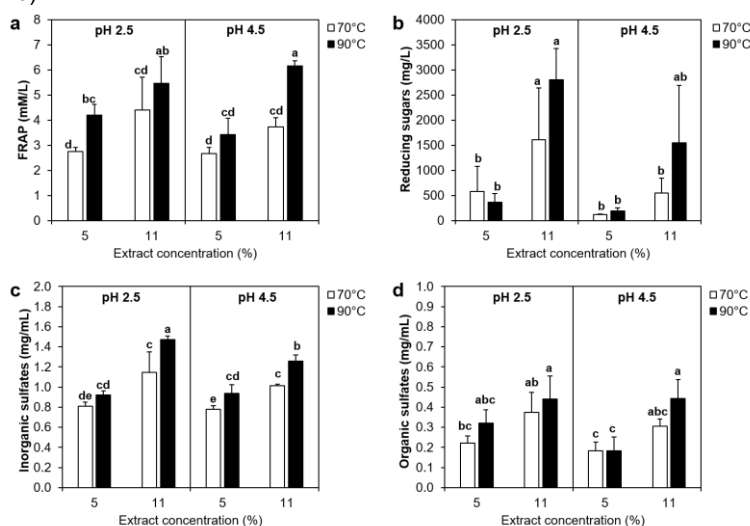 a
pH 2.5
pH 4.5
70°C
90°C
FRAP (mM/L)
8
7
6
5
4
3
2
1
0
d
bc
cd
ab
d
cd
cd
a
5
11
5
11
Extract concentration (%)
b
pH 2.5
pH 4.5
70°C
90°C
Reducing sugars (mg/L)
4000
3500
3000
2500
2000
1500
1000
500
0
b
b
a
a
b
b
b
ab
5
11
5
11
Extract concentration (%)
c
pH 2.5
pH 4.5
70°C
90°C
Inorganic sulfates (mg/mL)
2.0
1.8
1.6
1.4
1.2
1.0
0.8
0.6
0.4
0.2
0.0
de
cd
c
a
e
cd
c
b
5
11
5
11
Extract concentration (%)
d
pH 2.5
pH 4.5
70°C
90°C
Organic sulfates (mg/mL)
1.0
0.9
0.8
0.7
0.6
0.5
0.4
0.3
0.2
0.1
0.0
bc
abc
ab
a
c
c
abc
a
5
11
5
11
Extract concentration (%)